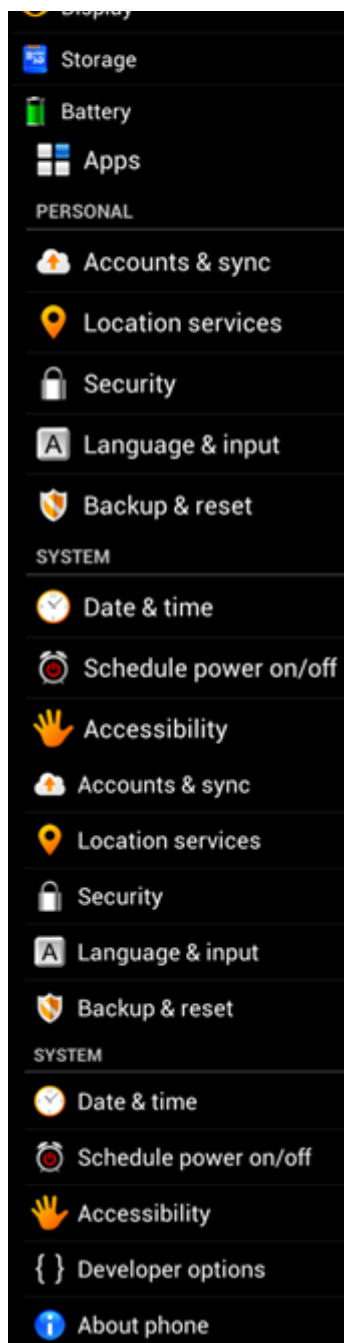 Display
Storage
Battery
Apps
PERSONAL
Accounts & sync
Location services
Security
Language & input
Backup & reset
SYSTEM
Date & time
Schedule power on/off
Accessibility
Accounts & sync
Location services
Security
Language & input
Backup & reset
SYSTEM
Date & time
Schedule power on/off
Accessibility
Developer options
About phone